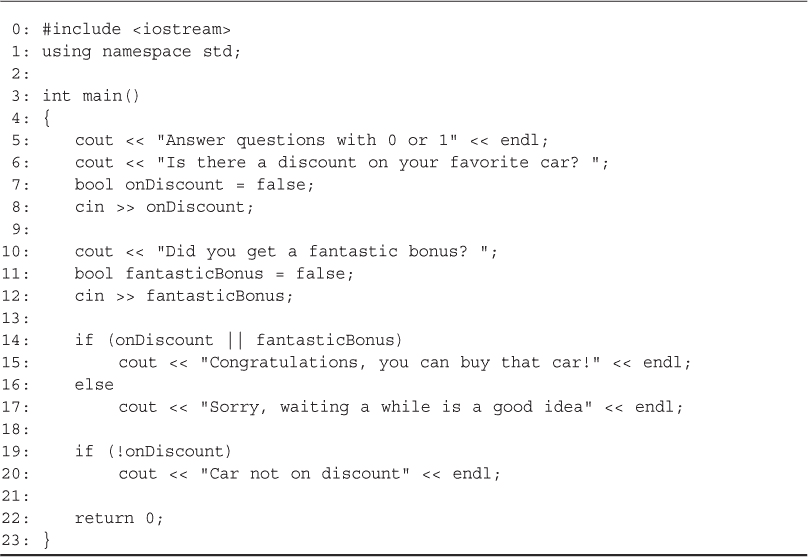 0: #include <iostream>
1: using namespace std;
2:
3: int main()
4: {
5:    cout << "Answer questions with 0 or 1" << endl;
6:    cout << "Is there a discount on your favorite car? ";
7:    bool onDiscount = false;
8:    cin >> onDiscount;
9:
10:    cout << "Did you get a fantastic bonus? ";
11:    bool fantasticBonus = false;
12:    cin >> fantasticBonus;
13:
14:    if (onDiscount || fantasticBonus)
15:        cout << "Congratulations, you can buy that car!" << endl;
16:    else
17:        cout << "Sorry, waiting a while is a good idea" << endl;
18:
19:    if (!onDiscount)
20:        cout << "Car not on discount" << endl;
21:
22:    return 0;
23: }